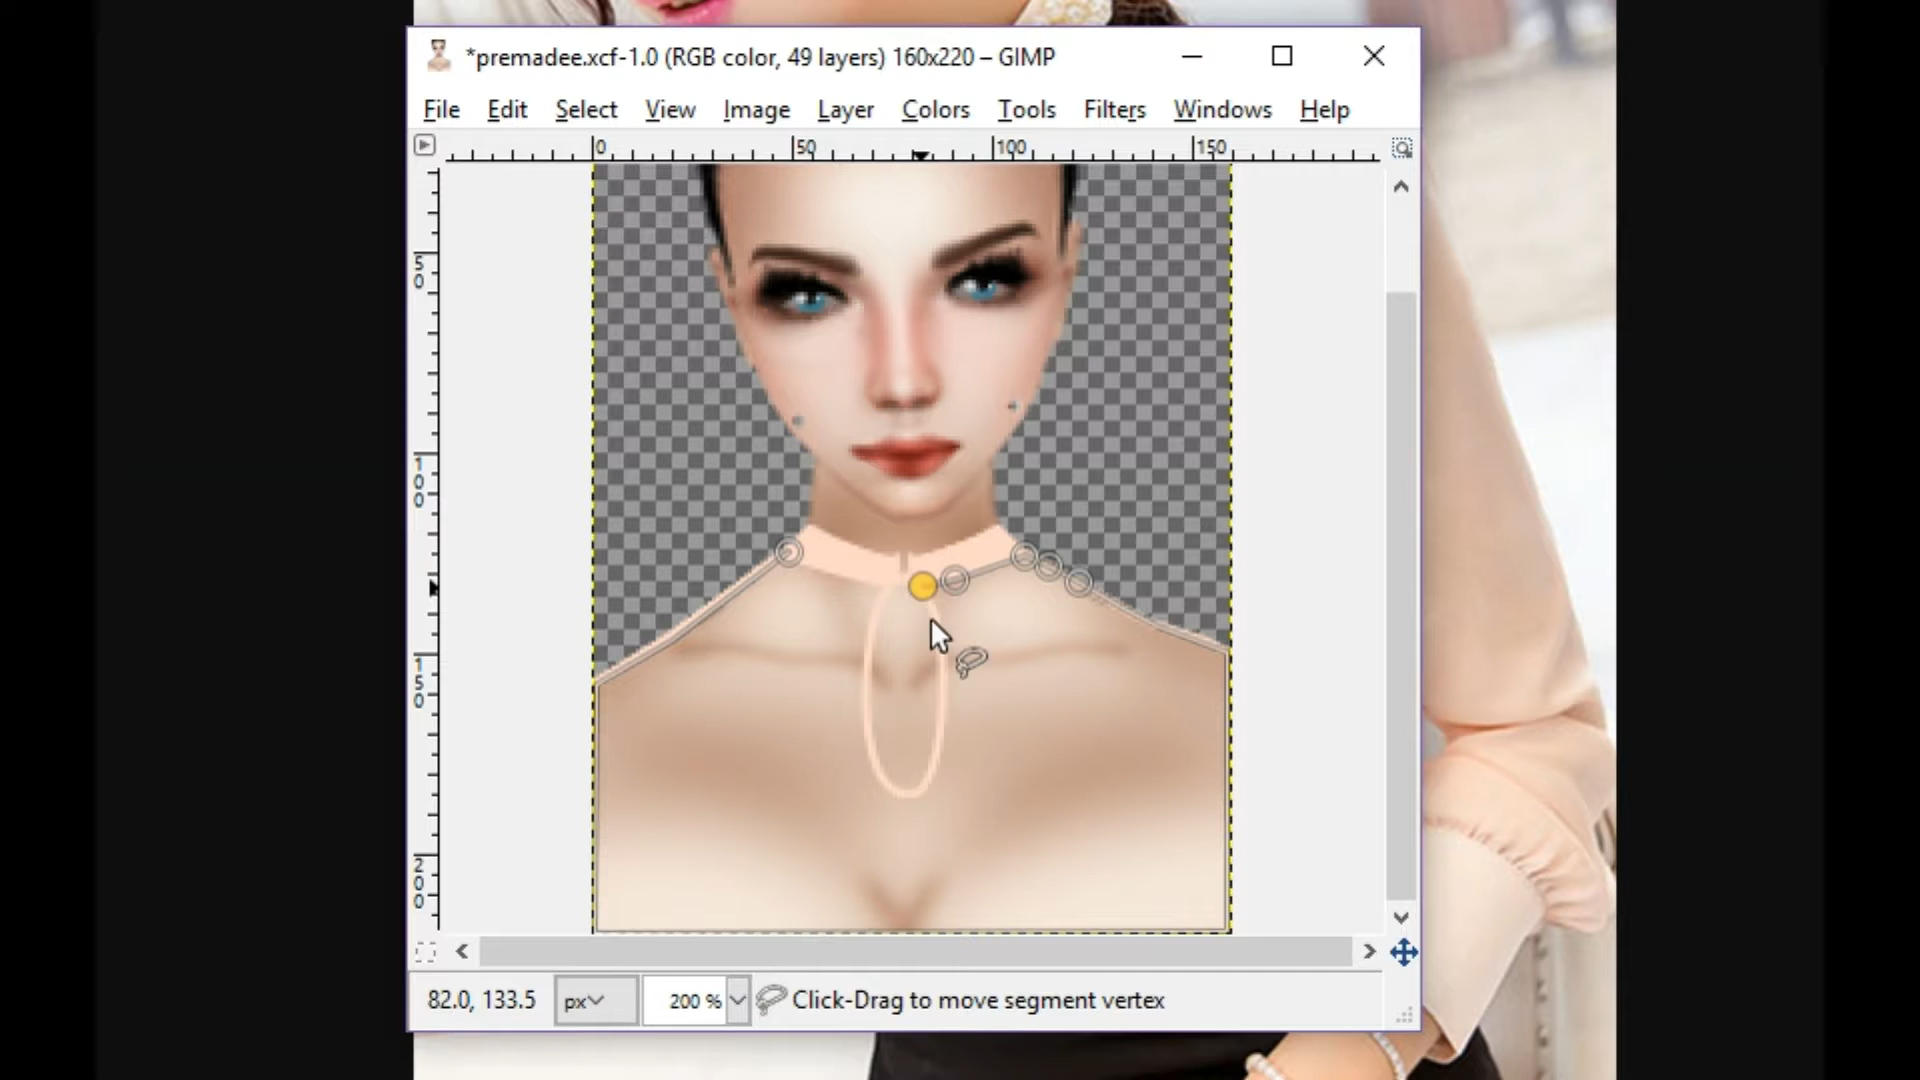 *premadee.xcf-1.0 (RGB color, 49 layers) 160x220 – GIMP
File Edit Select View Image Layer Colors Tools Filters Windows Help
0 50 100 150
50
100
150
200
82.0, 133.5 px 200 % Click-Drag to move segment vertex